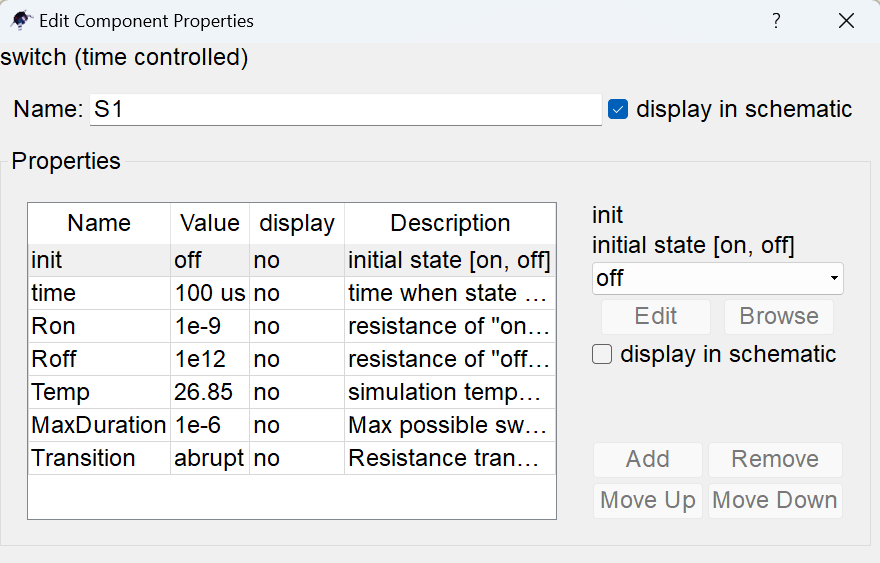 Edit Component Properties ?
switch (time controlled)
Name: S1 display in schematic
Properties
Name Value display Description
init off no initial state [on, off]
time 100 us no time when state ...
Ron 1e-9 no resistance of "on...
Roff 1e12 no resistance of "off...
Temp 26.85 no simulation temp...
MaxDuration 1e-6 no Max possible sw...
Transition abrupt no Resistance tran...
init
initial state [on, off]
off
Edit Browse
display in schematic
Add Remove
Move Up Move Down